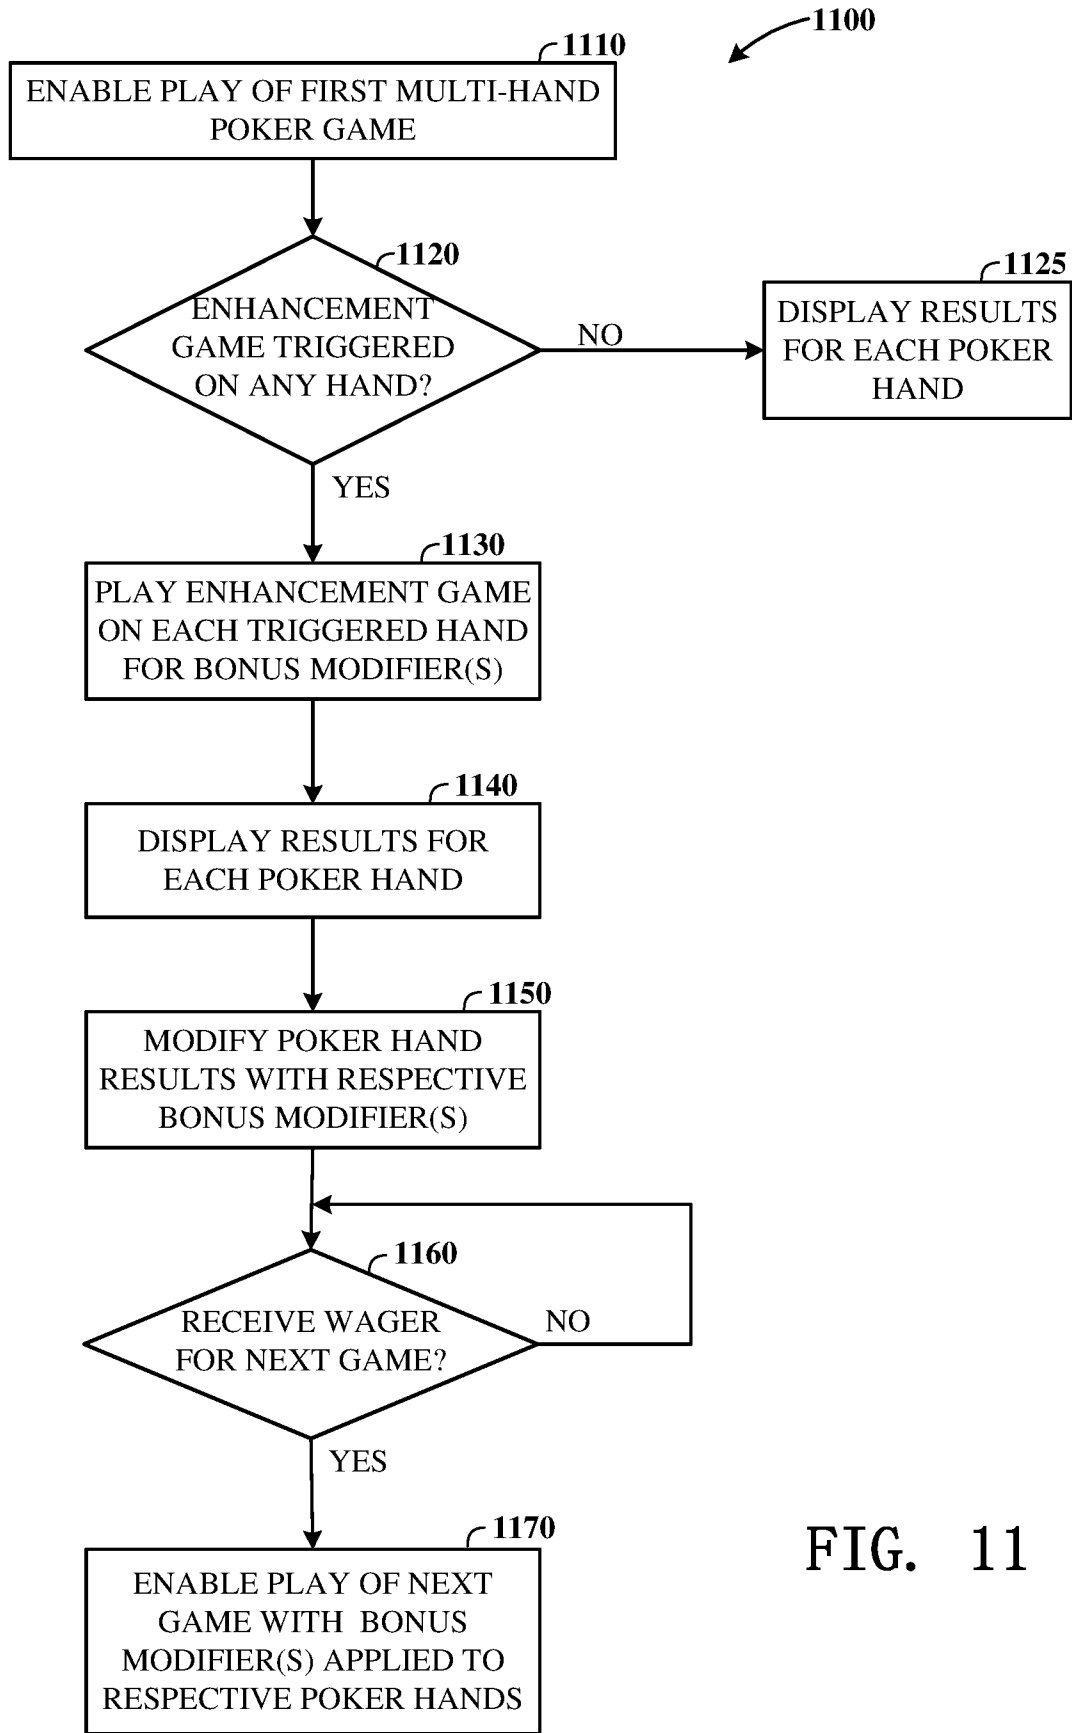 1100
1110
ENABLE PLAY OF FIRST MULTI-HAND
POKER GAME
1120
ENHANCEMENT
GAME TRIGGERED
ON ANY HAND?
NO
1125
DISPLAY RESULTS
FOR EACH POKER
HAND
YES
1130
PLAY ENHANCEMENT GAME
ON EACH TRIGGERED HAND
FOR BONUS MODIFIER(S)
1140
DISPLAY RESULTS FOR
EACH POKER HAND
1150
MODIFY POKER HAND
RESULTS WITH RESPECTIVE
BONUS MODIFIER(S)
1160
RECEIVE WAGER
FOR NEXT GAME?
NO
YES
1170
ENABLE PLAY OF NEXT
GAME WITH BONUS
MODIFIER(S) APPLIED TO
RESPECTIVE POKER HANDS
FIG. 11